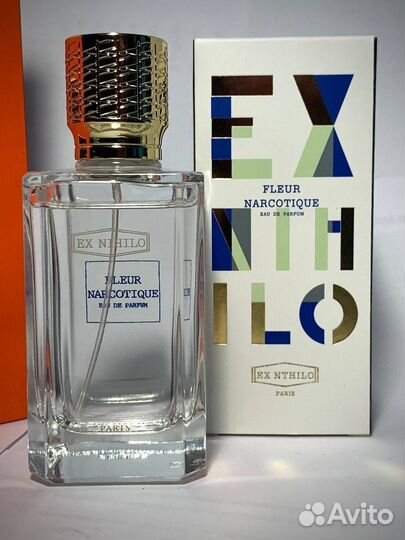 EX NTHILO
FLEUR
NARCOTIQUE
EAU DE PARFUM
PARIS
EX
FLEUR
NARCOTIQUE
EAU DE PARFUM
NIH
ILO
EX NTHILO
PARIS
Avito